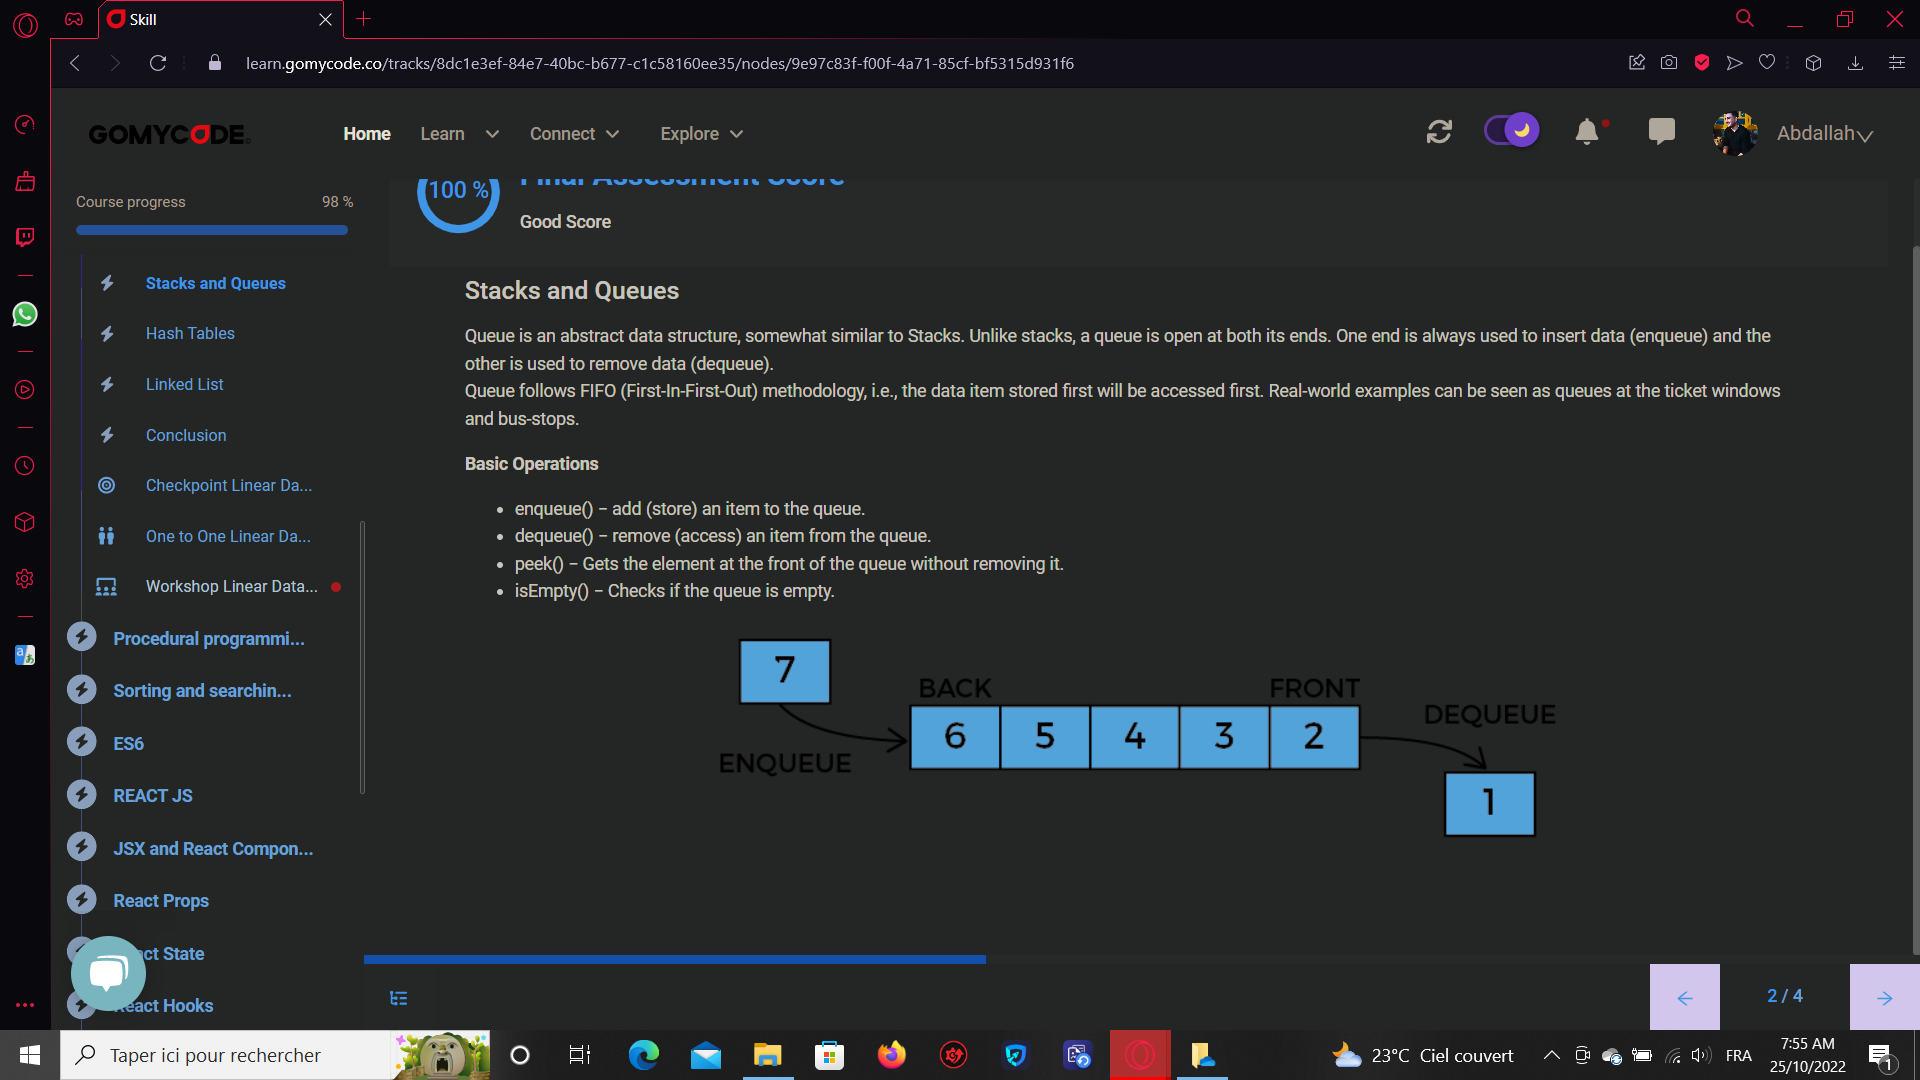 Skill
learn.gomycode.co/tracks/8dc1e3ef-84e7-40bc-b677-c1c58160ee35/nodes/9e97c83f-f00f-4a71-85cf-bf5315d931f6
GOMYCODE
Home
Learn
Connect
Explore
Abdallah
Course progress
98 %
Stacks and Queues
Hash Tables
Linked List
Conclusion
Checkpoint Linear Da...
One to One Linear Da...
Workshop Linear Data...
Procedural programmi...
Sorting and searchin...
ES6
REACT JS
JSX and React Compon...
React Props
ct State
eact Hooks
100 %
Final Assessment Score
Good Score
Stacks and Queues
Queue is an abstract data structure, somewhat similar to Stacks. Unlike stacks, a queue is open at both its ends. One end is always used to insert data (enqueue) and the
other is used to remove data (dequeue).
Queue follows FIFO (First-In-First-Out) methodology, i.e., the data item stored first will be accessed first. Real-world examples can be seen as queues at the ticket windows
and bus-stops.
Basic Operations
• enqueue() − add (store) an item to the queue.
• dequeue() − remove (access) an item from the queue.
• peek() − Gets the element at the front of the queue without removing it.
• isEmpty() − Checks if the queue is empty.
7
BACK
FRONT
DEQUEUE
6 5 4 3 2
ENQUEUE
1
2 / 4
Taper ici pour rechercher
23°C Ciel couvert
FRA
7:55 AM
25/10/2022
1